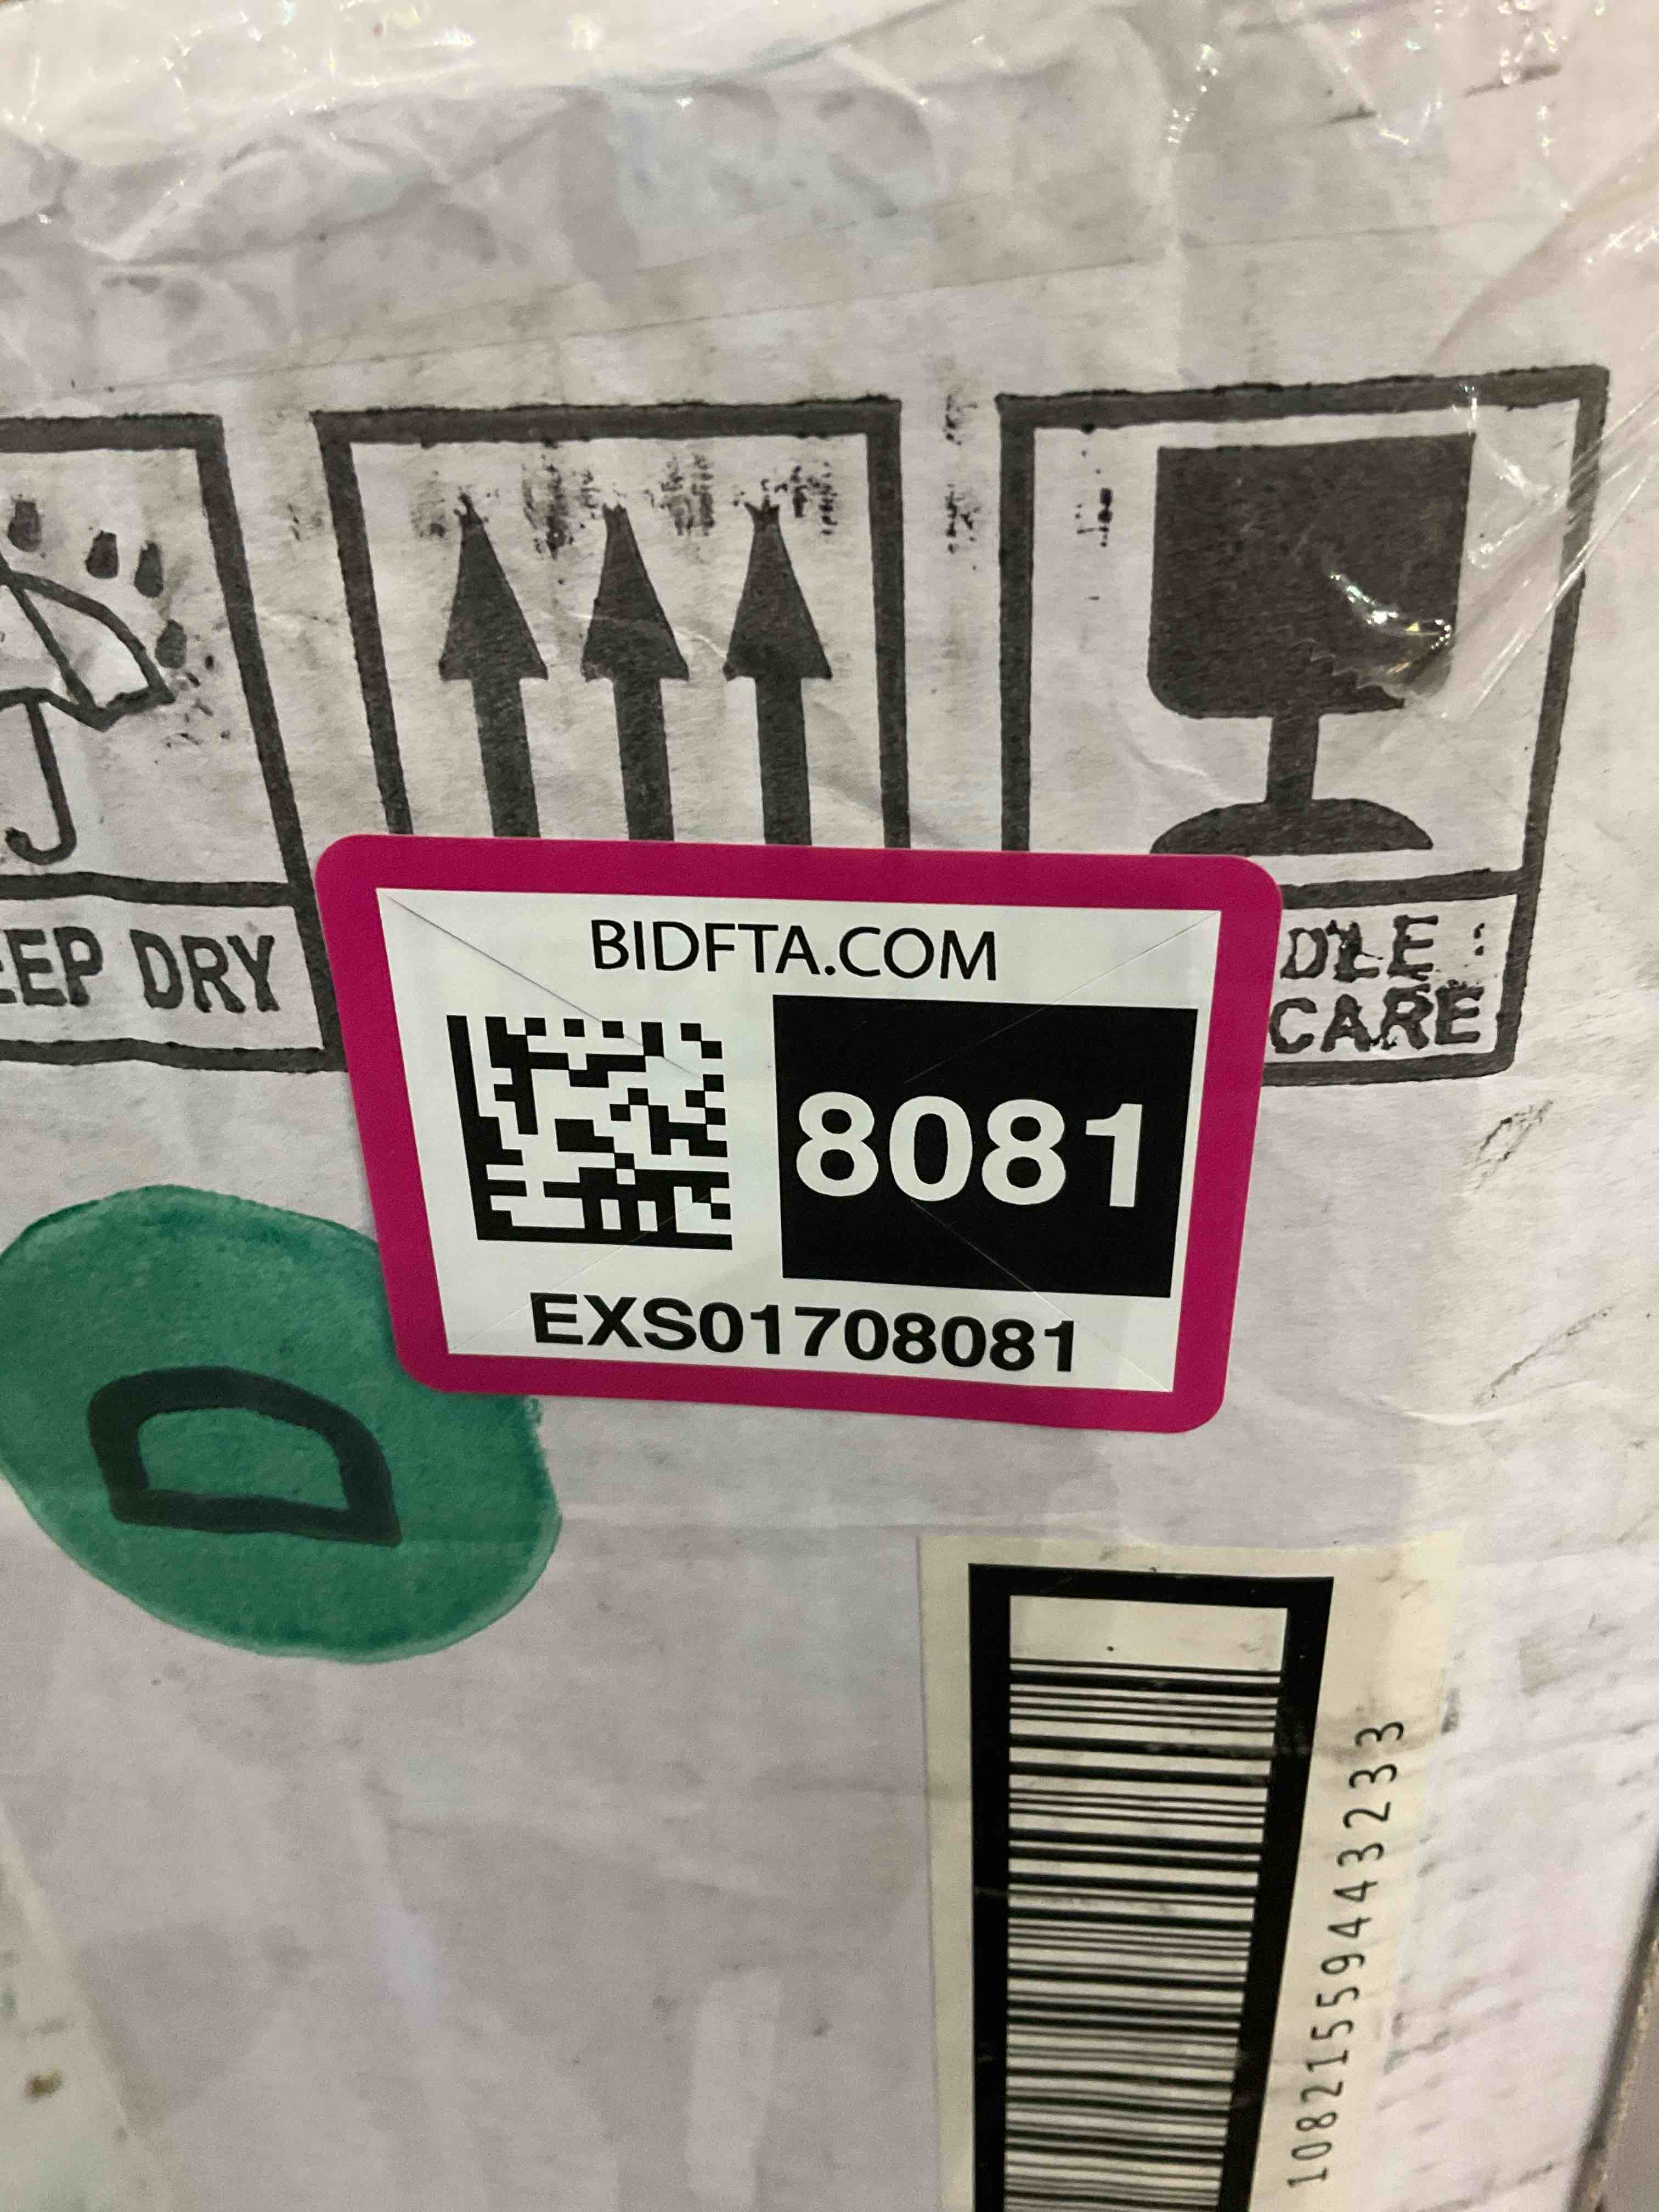 EEP DRY
DLE :
CARE
BIDFTA.COM
8081
EXS01708081
D
10821559443233